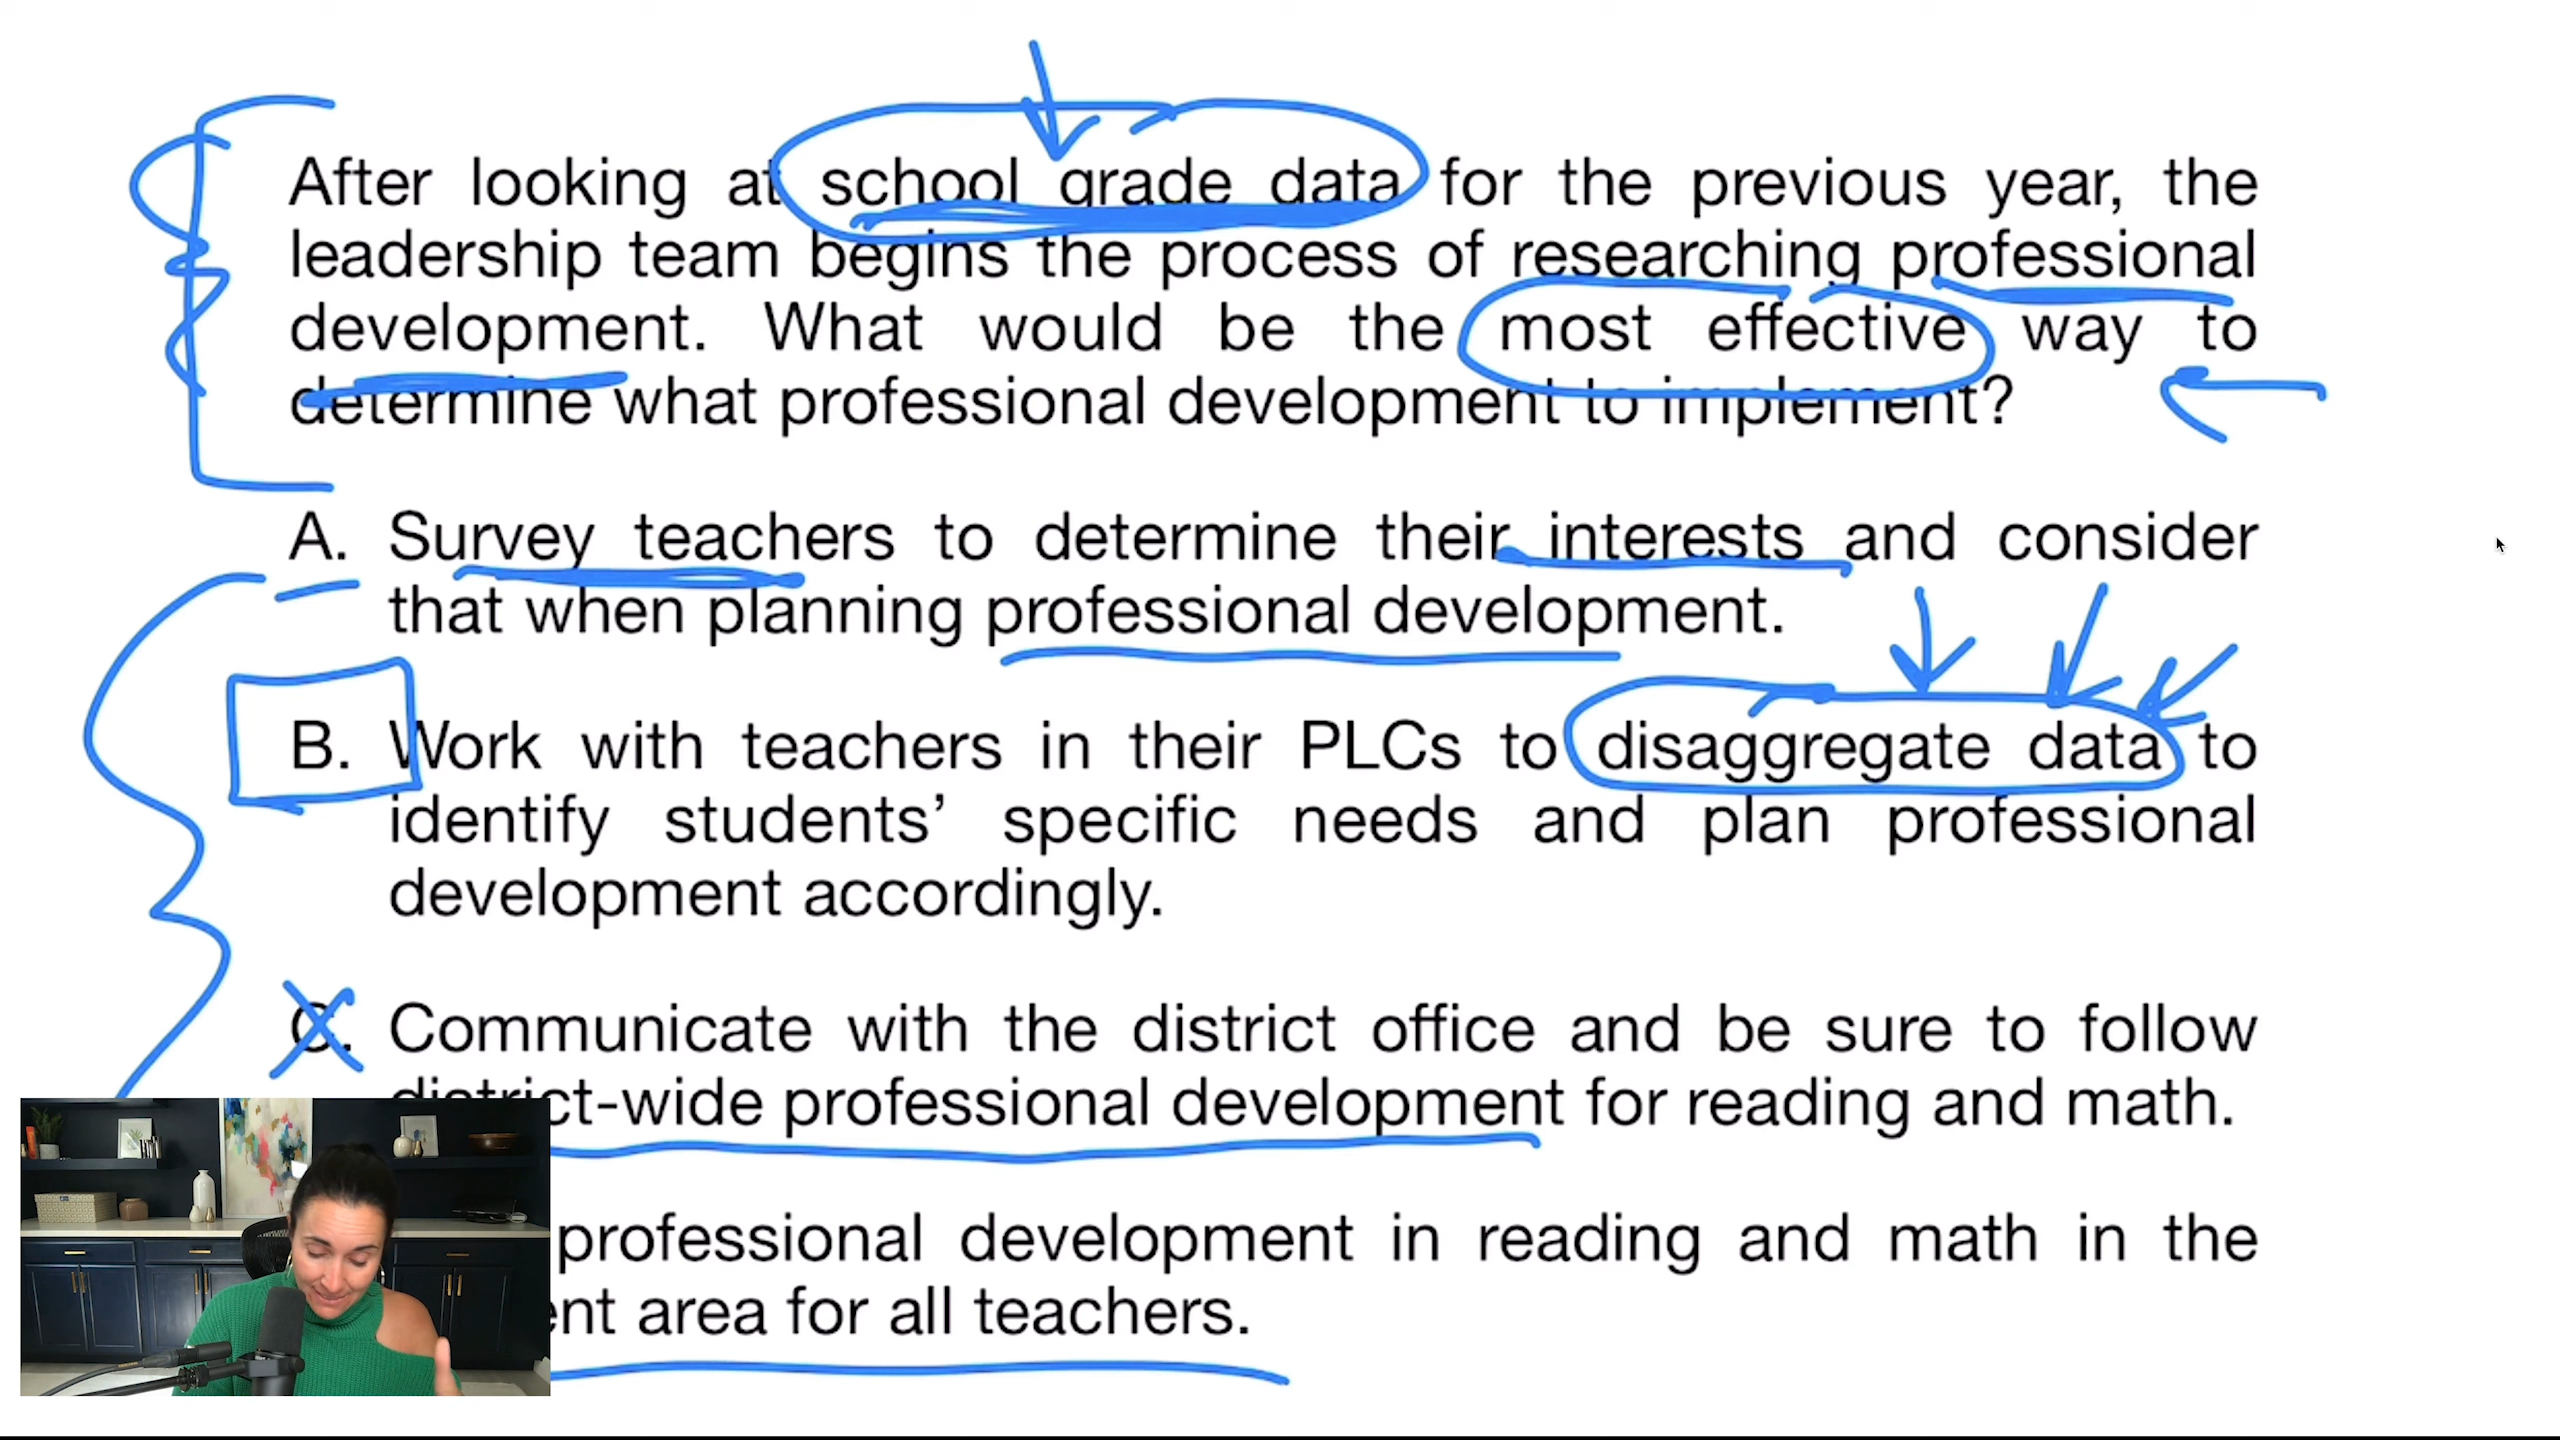 After looking at school grade data for the previous year, the
leadership team begins the process of researching professional
development. What would be the most effective way to
determine what professional development to implement?
A. Survey teachers to determine their interests and consider
that when planning professional development.
B. Work with teachers in their PLCs to disaggregate data to
identify students’ specific needs and plan professional
development accordingly.
C. Communicate with the district office and be sure to follow
district-wide professional development for reading and math.
professional development in reading and math in the
area for all teachers.